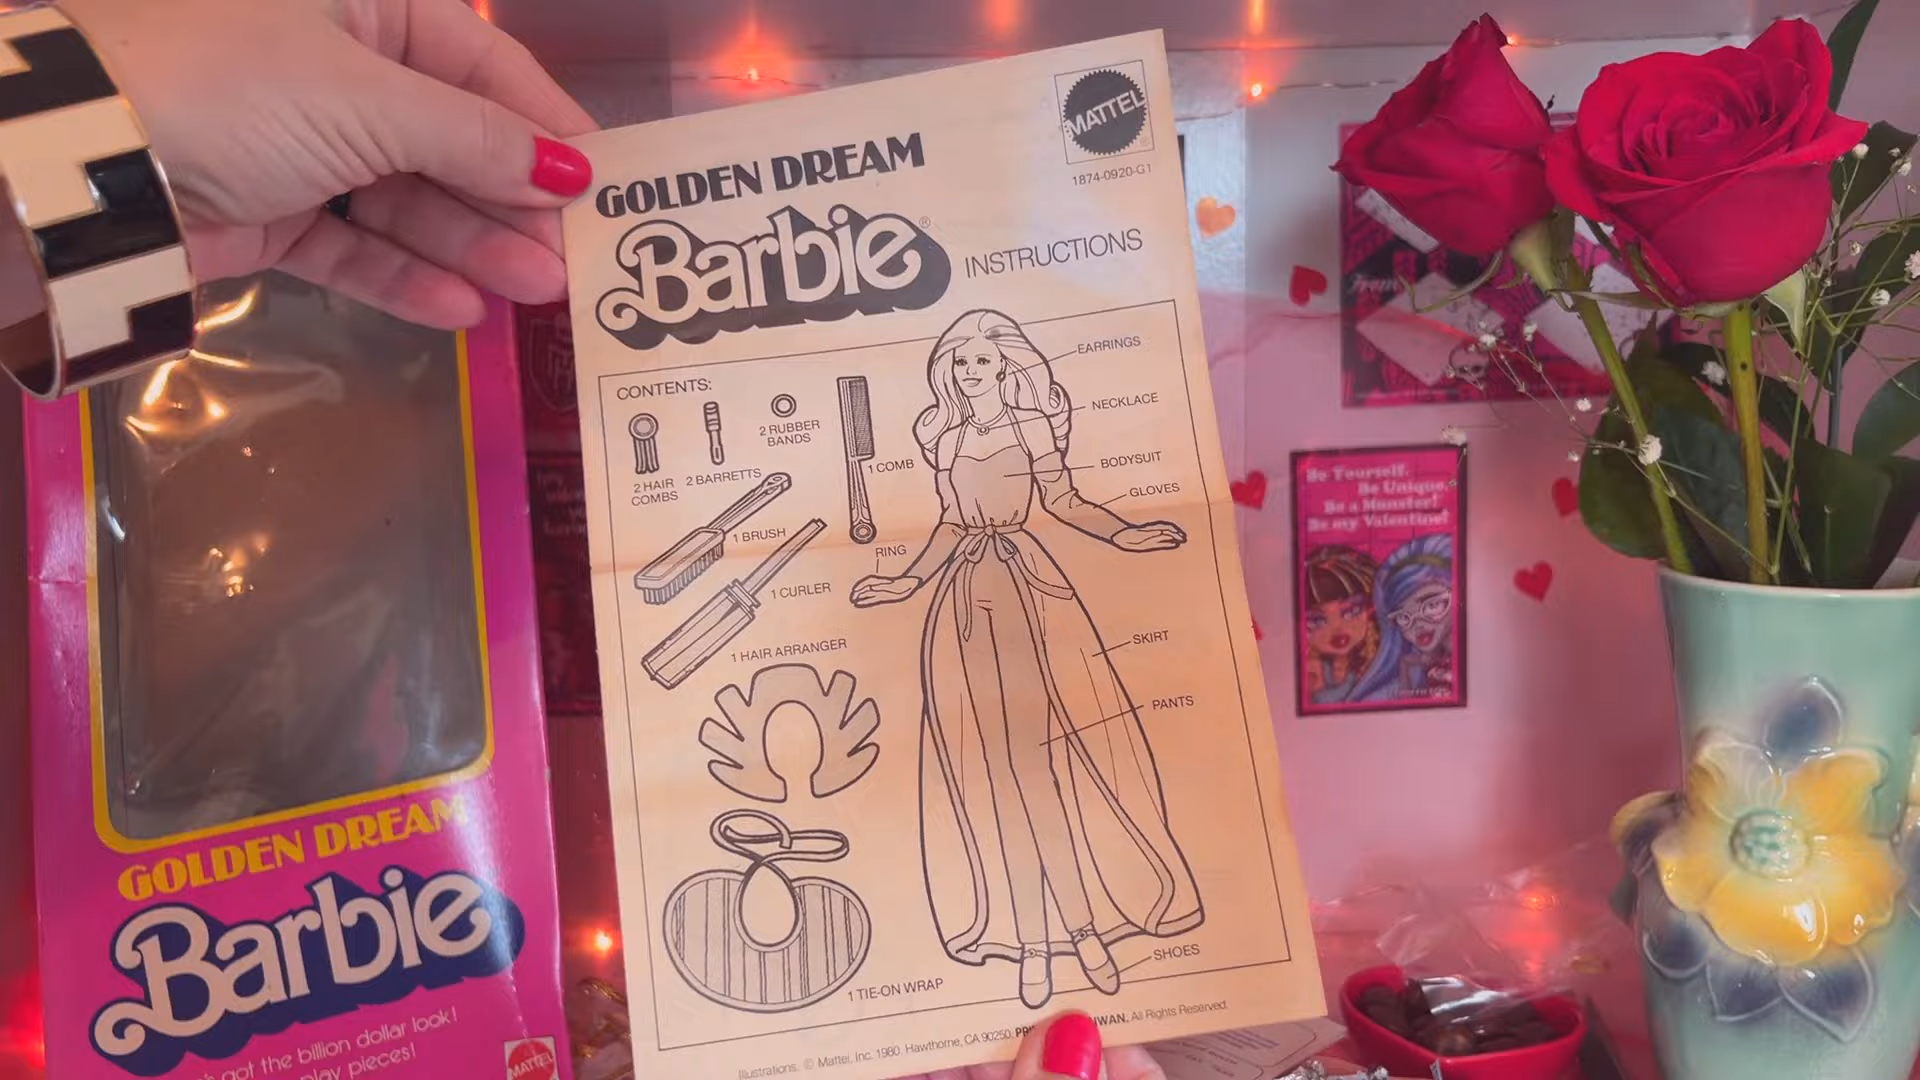 MATTEL
1874-0920-G1
GOLDEN DREAM
Barbie®
INSTRUCTIONS
CONTENTS:
2 HAIR
COMBS
2 BARRETTS
2 RUBBER
BANDS
1 COMB
1 BRUSH
1 CURLER
1 HAIR ARRANGER
1 TIE-ON WRAP
EARRINGS
NECKLACE
BODYSUIT
GLOVES
RING
SKIRT
PANTS
SHOES
Illustrations. © Mattel, Inc. 1980. Hawthorne, CA 90250. All Rights Reserved.
GOLDEN DREAM
Barbie
got the billion dollar look!
play pieces!
MATTEL
From
Be Yourself.
Be Unique.
Be a Monster!
Be my Valentine!